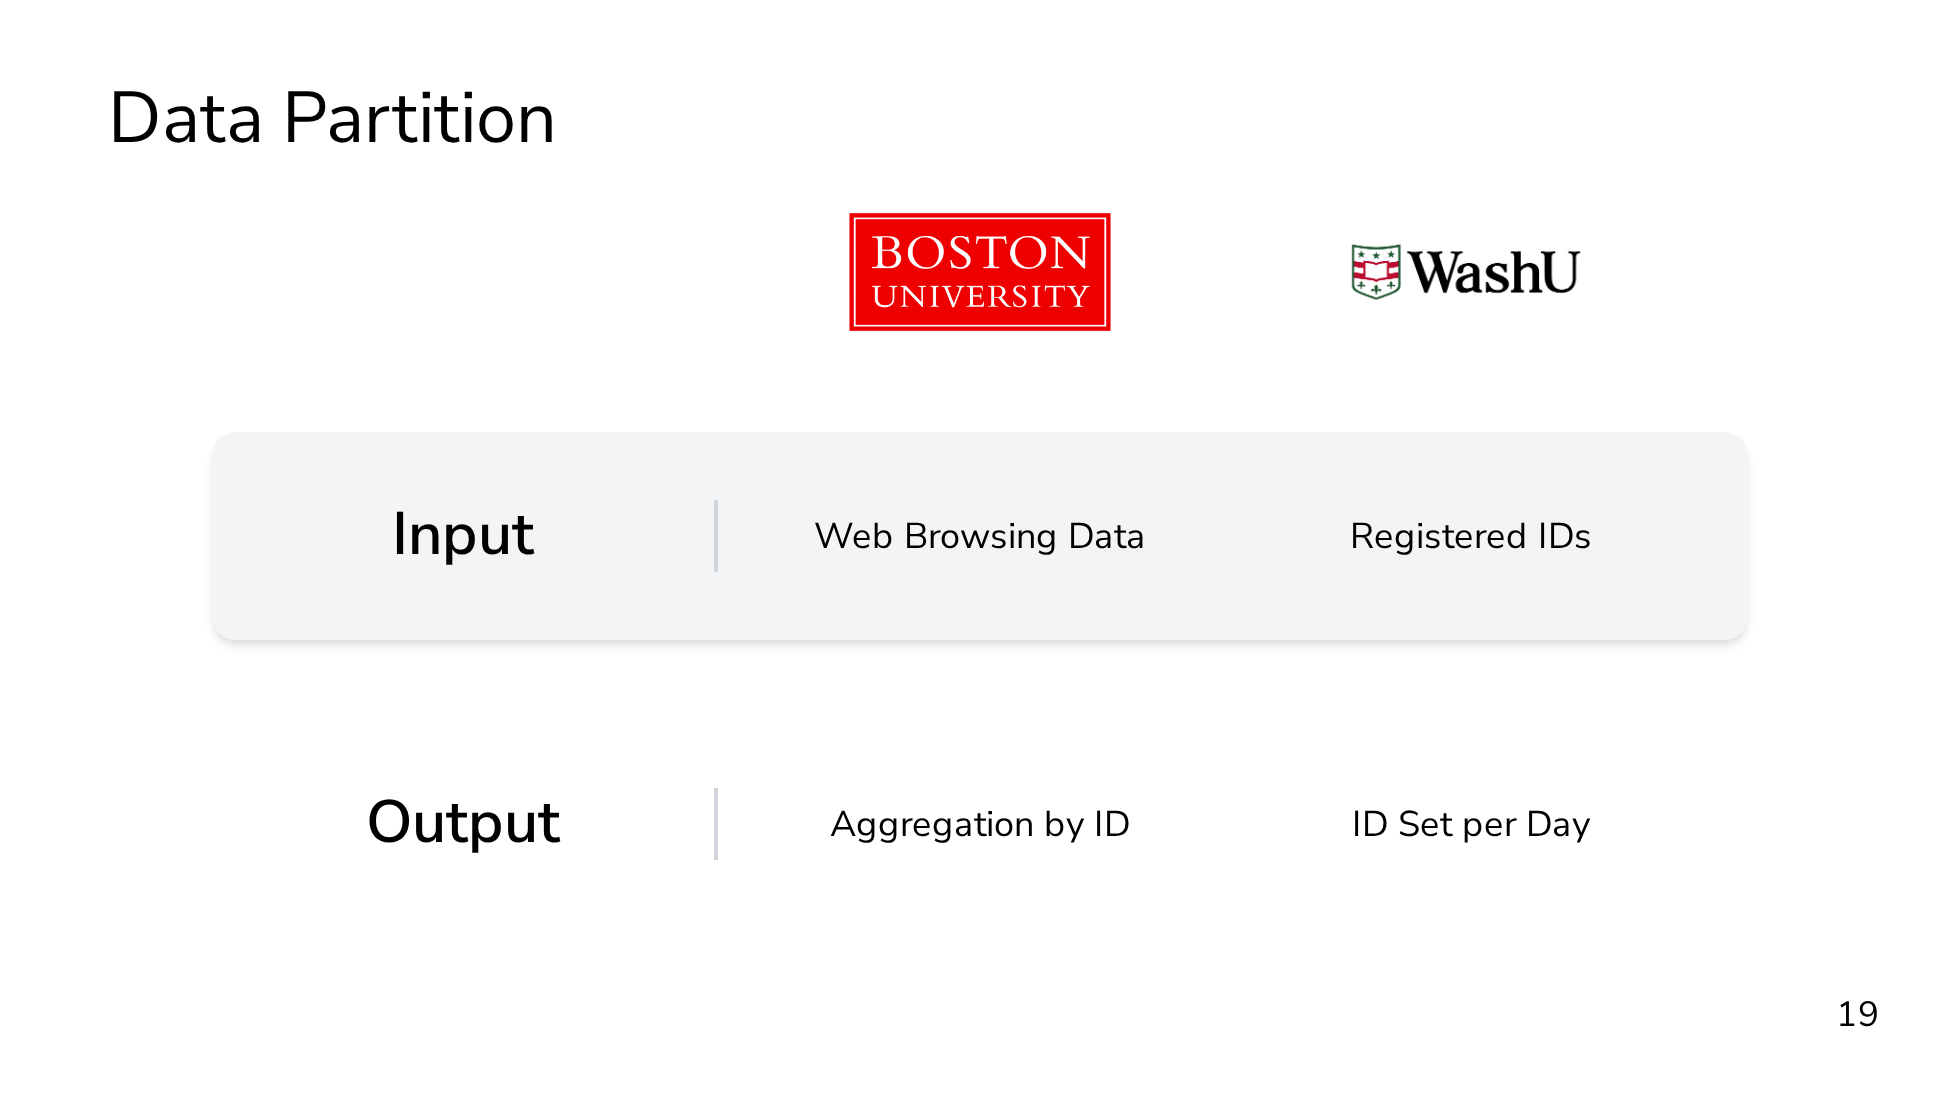 Data Partition
BOSTON
UNIVERSITY
WashU
Input
Web Browsing Data
Registered IDs
Output
Aggregation by ID
ID Set per Day
19